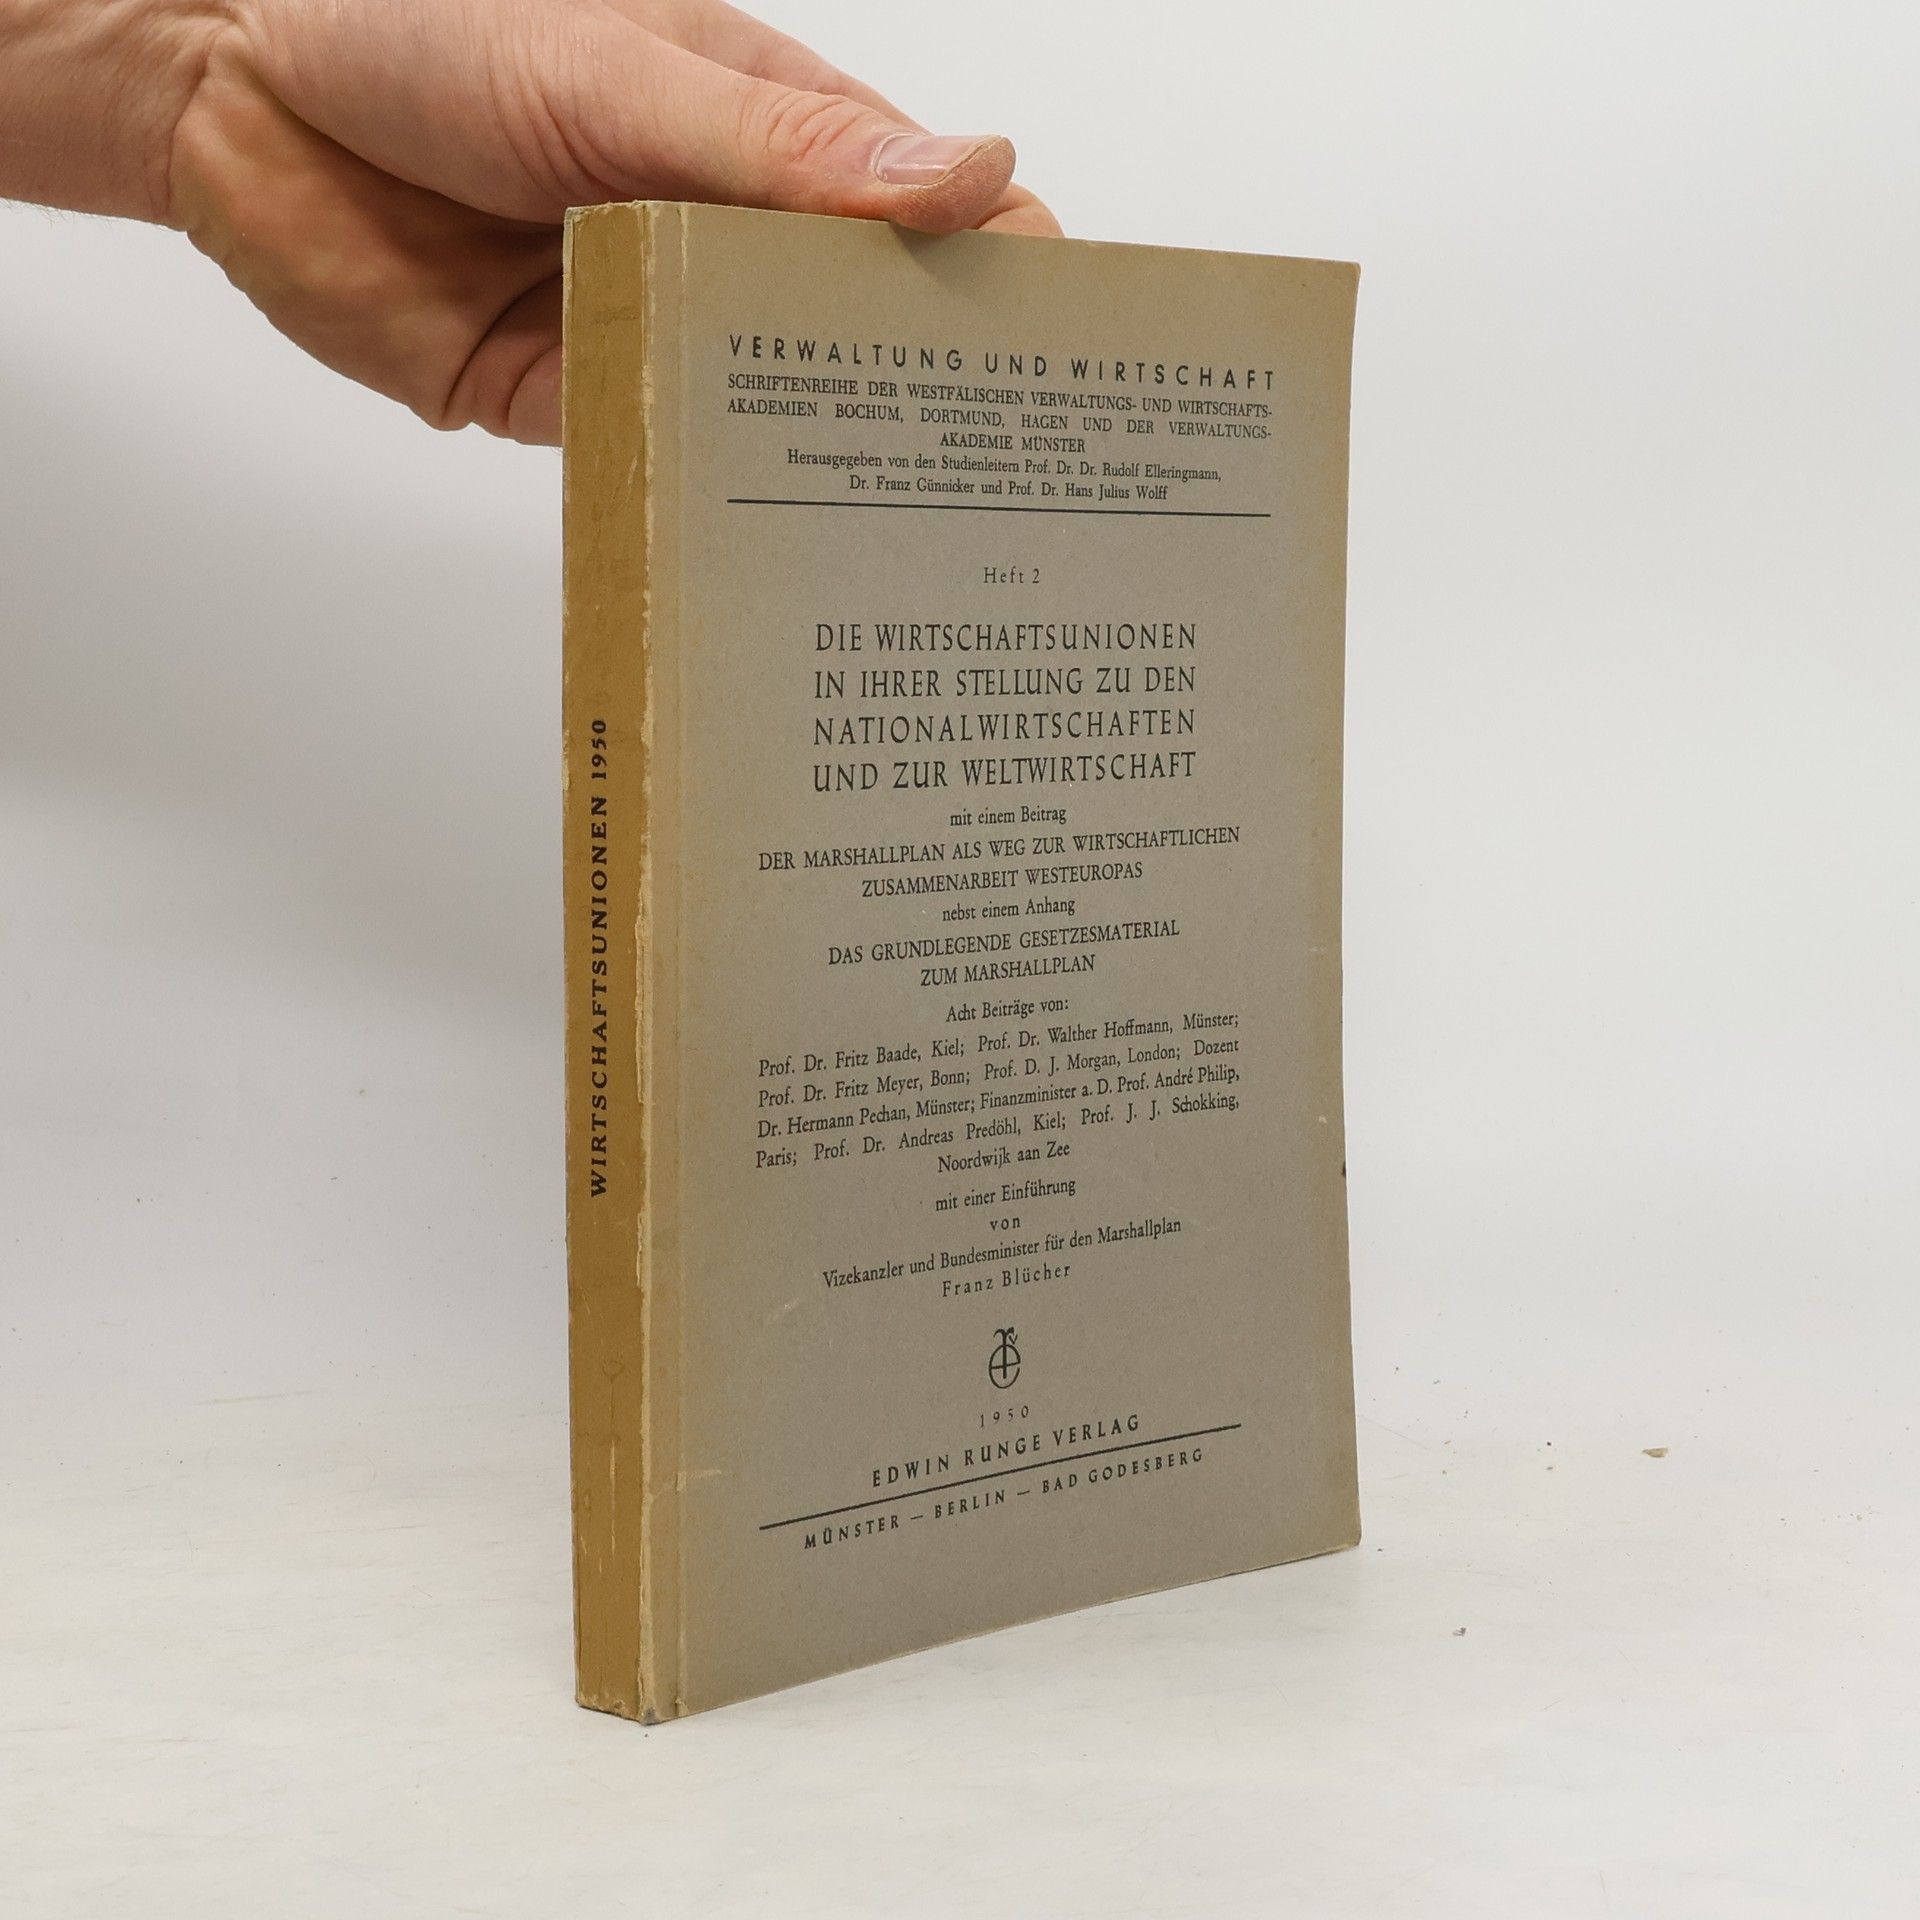 WIRTSCHAFTSUNIONEN 1950
VERWALTUNG UND WIRTSCHAFT
SCHRIFTENREIHE DER WESTFÄLISCHEN VERWALTUNGS- UND WIRTSCHAFTS-
AKADEMIEN BOCHUM, DORTMUND, HAGEN UND DER VERWALTUNGS-
AKADEMIE MÜNSTER
Herausgegeben von den Studienleitern Prof. Dr. Dr. Rudolf Elleringmann,
Dr. Franz Günnicker und Prof. Dr. Hans Julius Wolff
Heft 2
DIE WIRTSCHAFTSUNIONEN
IN IHRER STELLUNG ZU DEN
NATIONALWIRTSCHAFTEN
UND ZUR WELTWIRTSCHAFT
mit einem Beitrag
DER MARSHALLPLAN ALS WEG ZUR WIRTSCHAFTLICHEN
ZUSAMMENARBEIT WESTEUROPAS
nebst einem Anhang
DAS GRUNDLEGENDE GESETZESMATERIAL
ZUM MARSHALLPLAN
Acht Beiträge von:
Prof. Dr. Fritz Baade, Kiel; Prof. Dr. Walther Hoffmann, Münster;
Prof. Dr. Fritz Meyer, Bonn; Prof. D. J. Morgan, London; Dozent
Dr. Hermann Pechan, Münster; Finanzminister a. D. Prof. André Philip,
Paris; Prof. Dr. Andreas Predöhl, Kiel; Prof. J. J. Schokking,
Noordwijk aan Zee
mit einer Einführung
von
Vizekanzler und Bundesminister für den Marshallplan
Franz Blücher
1950
EDWIN RUNGE VERLAG
MÜNSTER — BERLIN — BAD GODESBERG